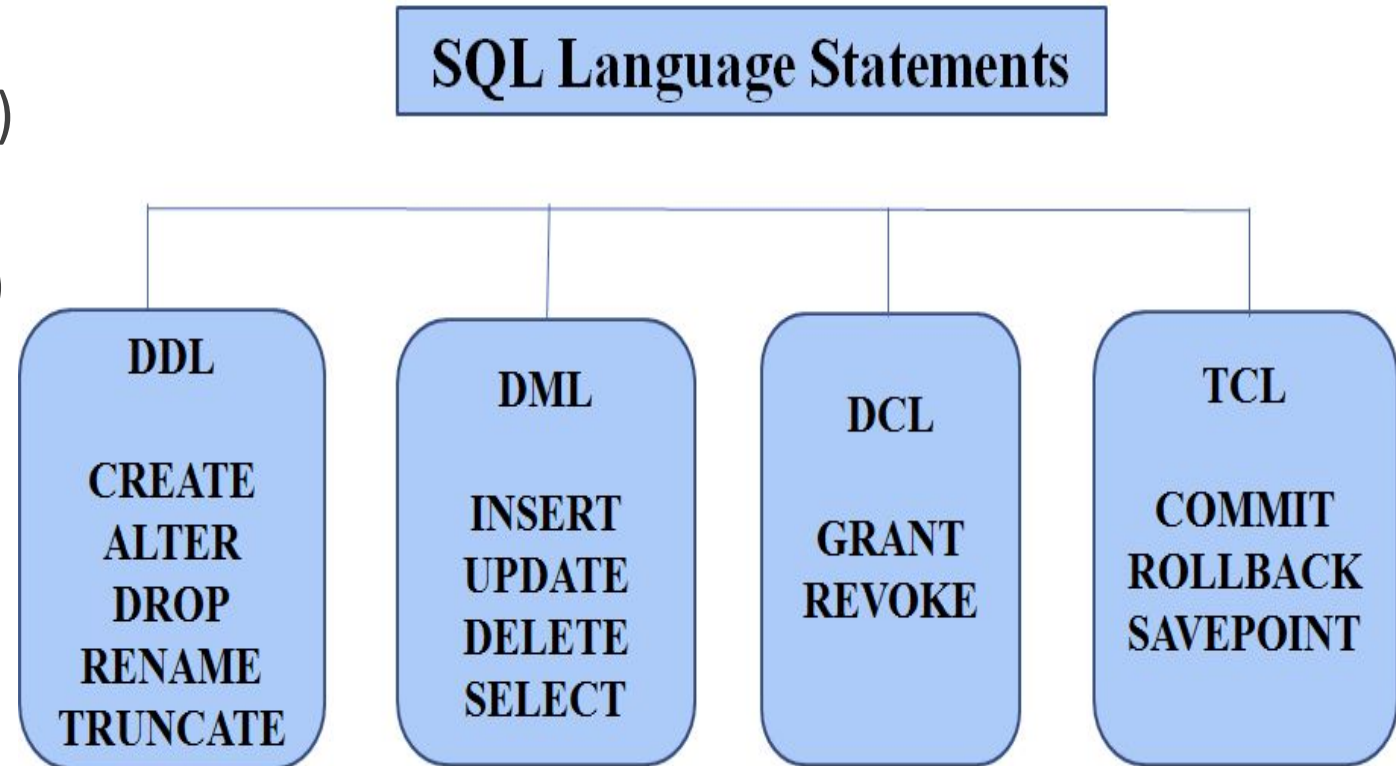 SQL Language Statements
)
)
DDL
CREATE
ALTER
DROP
RENAME
TRUNCATE
DML
INSERT
UPDATE
DELETE
SELECT
DCL
GRANT
REVOKE
TCL
COMMIT
ROLLBACK
SAVEPOINT